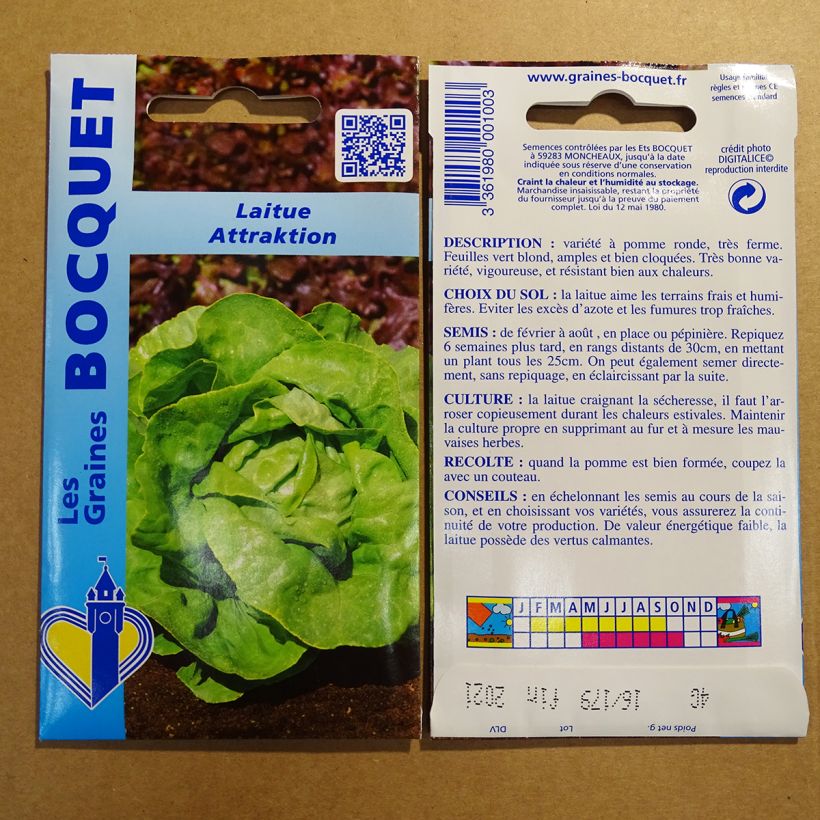 Les
Graines
BOCQUET
Laitue
Attraktion
www.graines-bocquet.fr
3 361980 001003
Usage familial
règles et normes CE
semences standard
Semences contrôlées par les Ets BOCQUET
à 59283 MONCHEAUX, jusqu'à la date
indiquée sous réserve d'une conservation
en conditions normales.
Craint la chaleur et l'humidité au stockage.
Marchandise insaisissable, restant la propriété
du fournisseur jusqu'à la preuve du paiement
complet. Loi du 12 mai 1980.
crédit photo
DIGITALICE©
reproduction interdite
DESCRIPTION : variété à pomme ronde, très ferme.
Feuilles vert blond, amples et bien cloquées. Très bonne va-
riété, vigoureuse, et résistant bien aux chaleurs.
CHOIX DU SOL : la laitue aime les terrains frais et humi-
fères. Eviter les excès d'azote et les fumures trop fraîches.
SEMIS : de février à août , en place ou pépinière. Repiquez
6 semaines plus tard, en rangs distants de 30cm, en mettant
un plant tous les 25cm. On peut également semer directe-
ment, sans repiquage, en éclaircissant par la suite.
CULTURE : la laitue craignant la sécheresse, il faut l'ar-
roser copieusement durant les chaleurs estivales. Maintenir
la culture propre en supprimant au fur et à mesure les mau-
vaises herbes.
RECOLTE : quand la pomme est bien formée, coupez la
avec un couteau.
CONSEILS : en échelonnant les semis au cours de la sai-
son, et en choisissant vos variétés, vous assurerez la conti-
nuité de votre production. De valeur énergétique faible, la
laitue possède des vertus calmantes.
J F M A M J J A S O N D
4G 16/179 fin 2021
Poids net g. Lot DLV